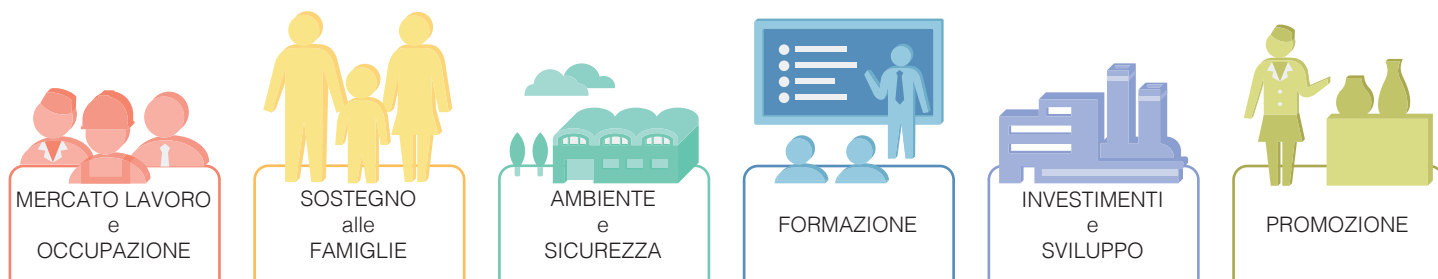 MERCATO LAVORO
e
OCCUPAZIONE
SOSTEGNO
alle
FAMIGLIE
AMBIENTE
e
SICUREZZA
FORMAZIONE
INVESTIMENTI
e
SVILUPPO
PROMOZIONE